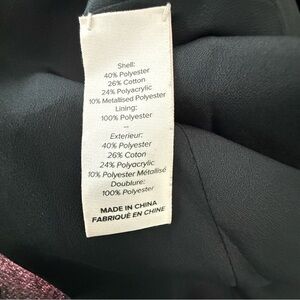 Shell:
40% Polyester
26% Cotton
24% Polyacrylic
10% Metallised Polyester
Lining:
100% Polyester
--
Exterieur:
40% Polyester
26% Coton
24% Polyacrylic
10% Polyester Métallisé
Doublure:
100% Polyester
MADE IN CHINA
FABRIQUÉ EN CHINE